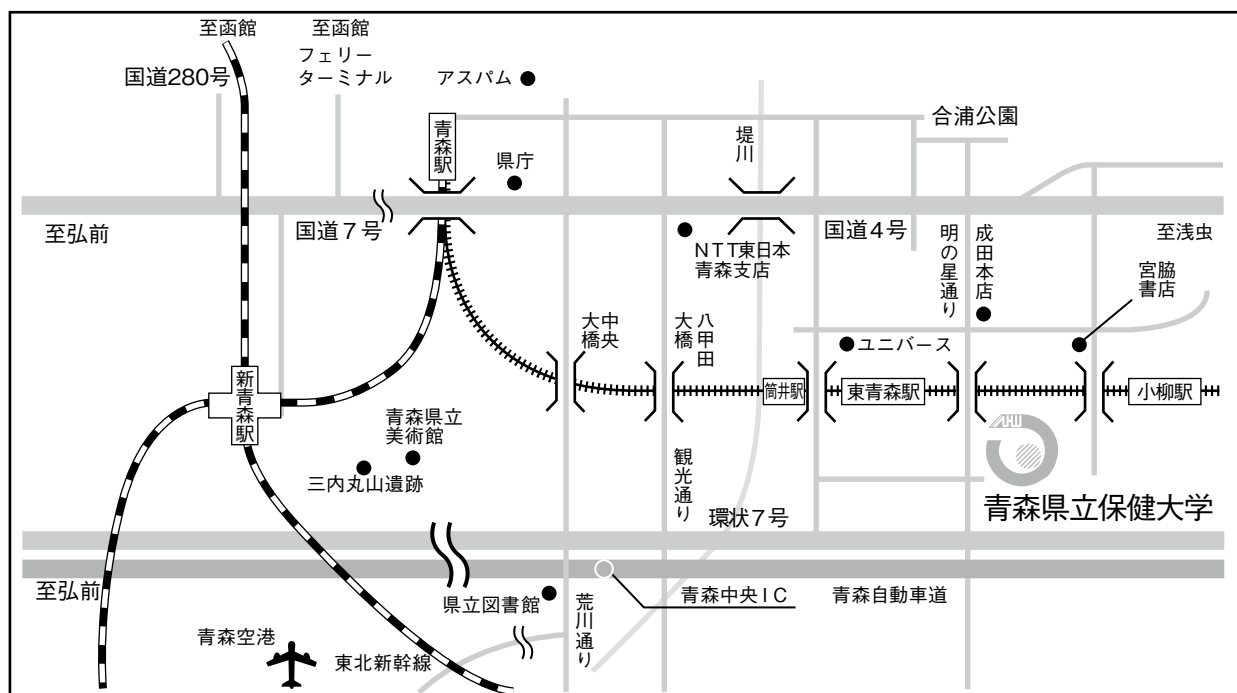 至函館
至函館
フェリー
ターミナル
国道280号
アスパム
青森駅
県庁
堤川
合浦公園
至弘前
国道7号
NTT東日本
青森支店
国道4号
明の星通り
成田本店
至浅虫
宮脇
書店
中央
大橋
八甲田
大橋
ユニバース
新青森駅
筒井駅
東青森駅
小柳駅
青森県立
美術館
三内丸山遺跡
観光通り
AHW
青森県立保健大学
環状7号
至弘前
県立図書館
荒川通り
青森中央IC
青森自動車道
青森空港
東北新幹線